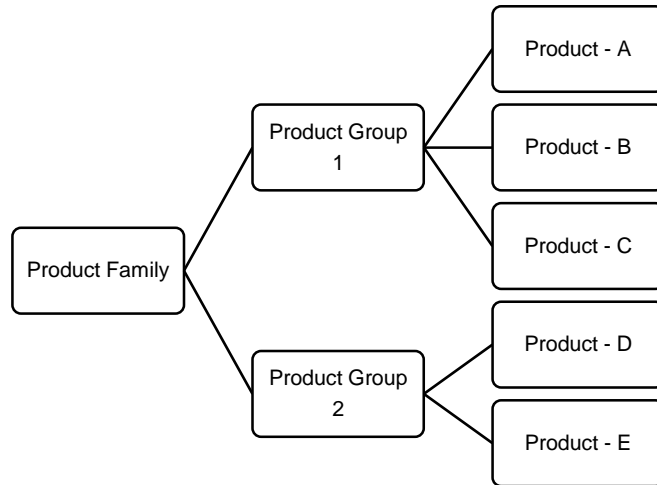 Product Family
Product Group
1
Product Group
2
Product - A
Product - B
Product - C
Product - D
Product - E